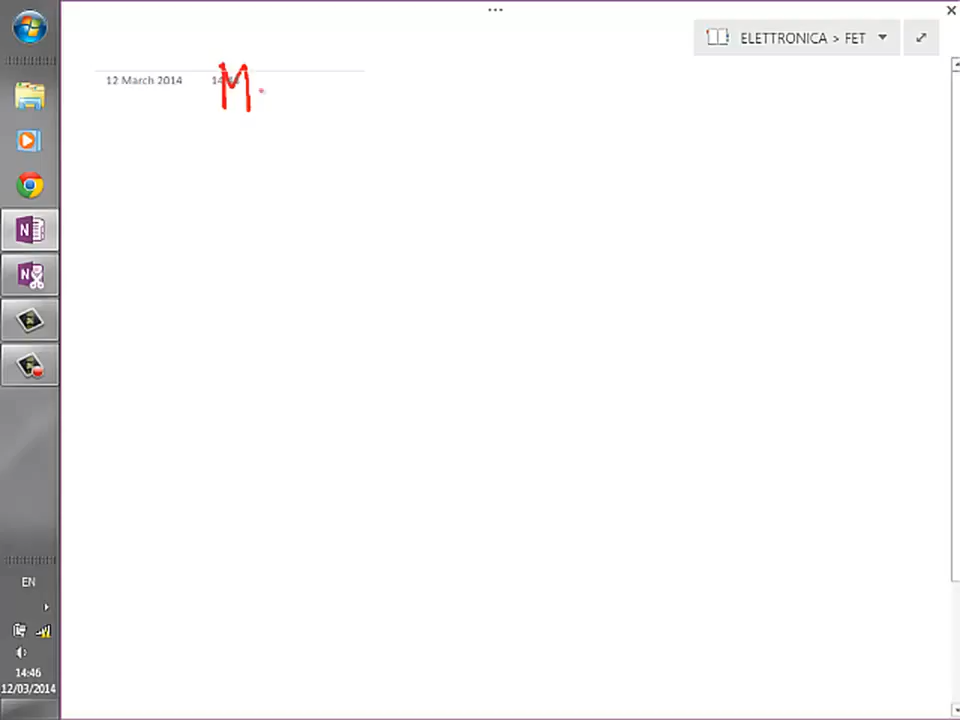 ELETTRONICA > FET
12 March 2014
M
EN
14:46
12/03/2014